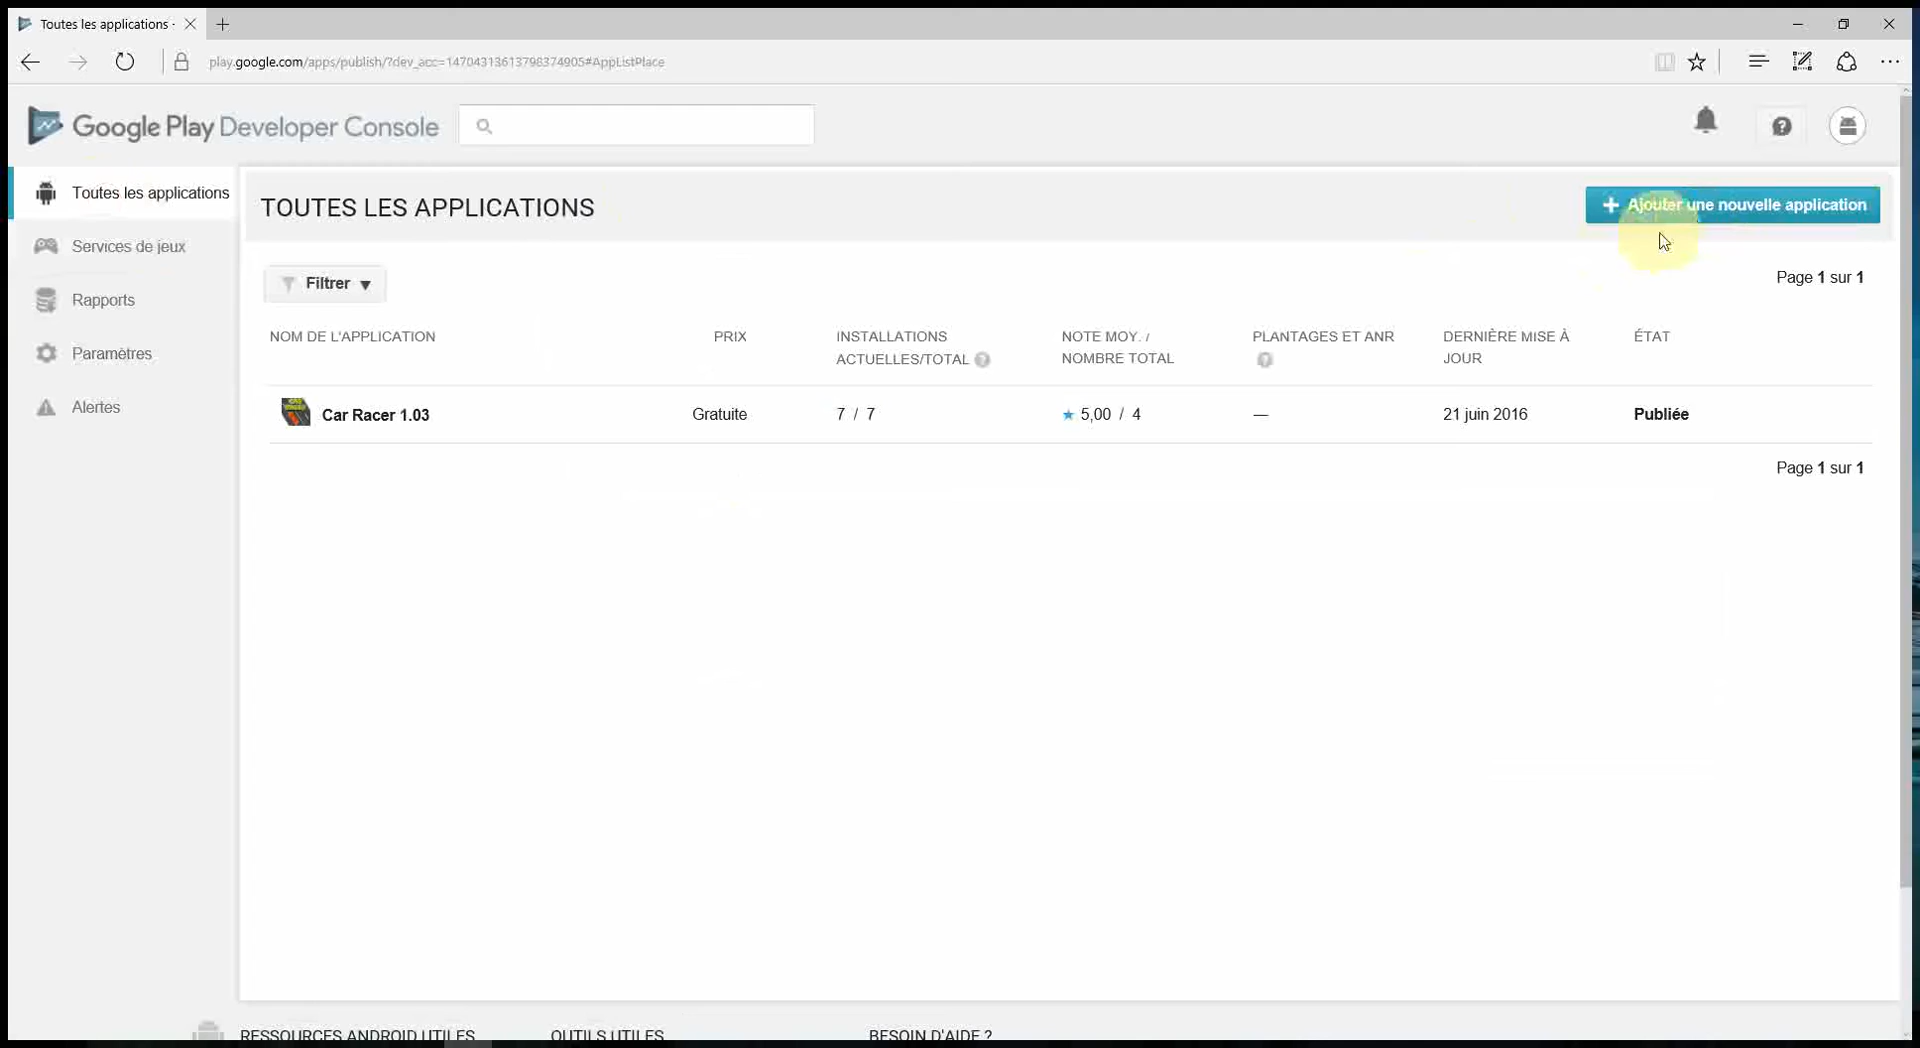 Toutes les applications -
play.google.com/apps/publish/?dev_acc=14704313613798374905#AppListPlace
Google Play Developer Console
Toutes les applications
Services de jeux
Rapports
Paramètres
Alertes
TOUTES LES APPLICATIONS
+ Ajouter une nouvelle application
Filtrer
Page 1 sur 1
NOM DE L'APPLICATION
PRIX
INSTALLATIONS
ACTUELLES/TOTAL ?
NOTE MOY. /
NOMBRE TOTAL
PLANTAGES ET ANR
?
DERNIÈRE MISE À
JOUR
ÉTAT
Car Racer 1.03
Gratuite
7 / 7
★ 5,00 / 4
—
21 juin 2016
Publiée
Page 1 sur 1
RESSOURCES ANDROID UTILES
OUTILS UTILES
BESOIN D'AIDE ?